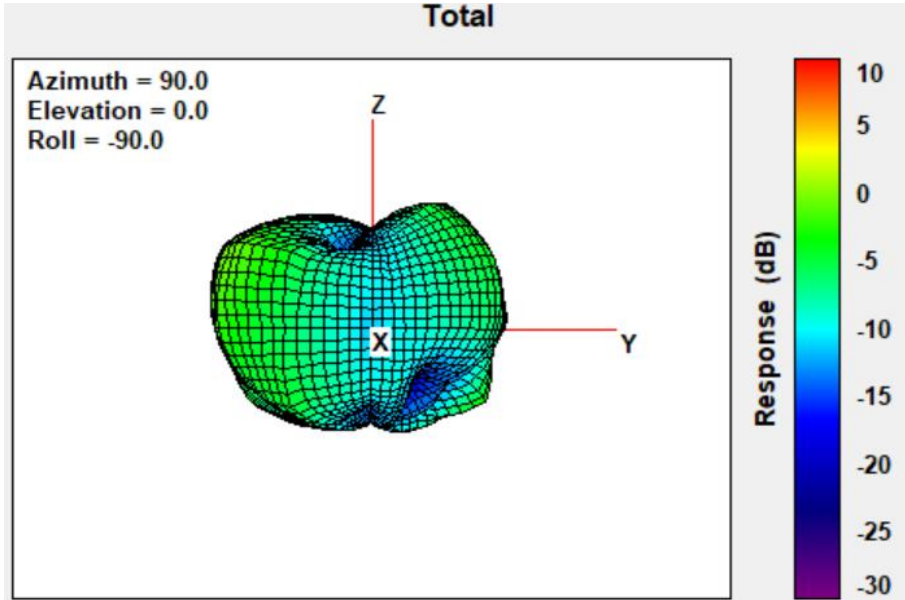 Total
Azimuth = 90.0
Elevation = 0.0
Roll = -90.0
Z
X
Y
Response (dB)
10
5
0
-5
-10
-15
-20
-25
-30